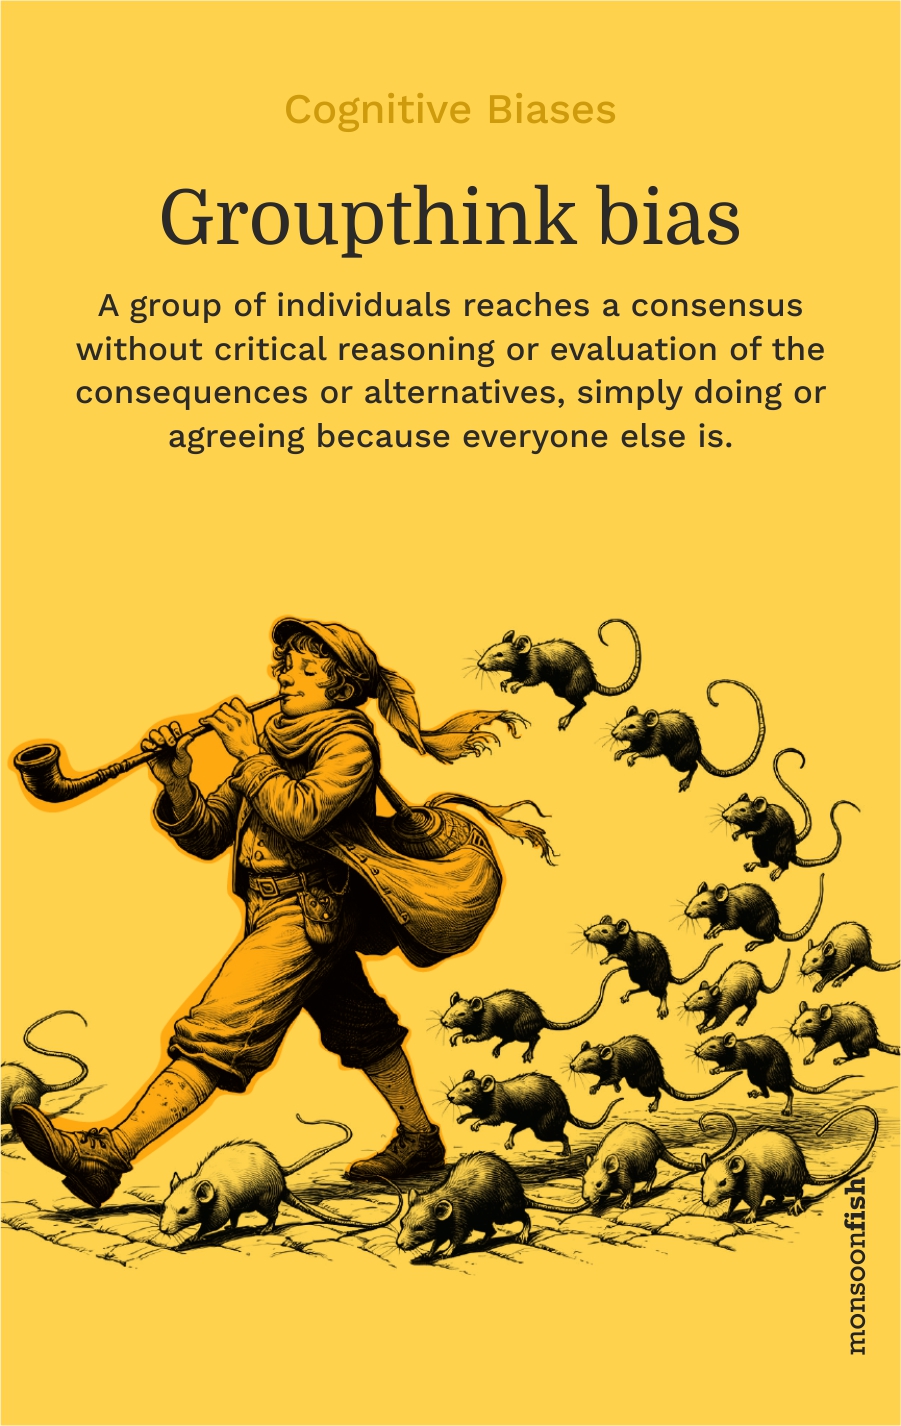 Cognitive Biases
Groupthink bias
A group of individuals reaches a consensus
without critical reasoning or evaluation of the
consequences or alternatives, simply doing or
agreeing because everyone else is.
monsoonfish